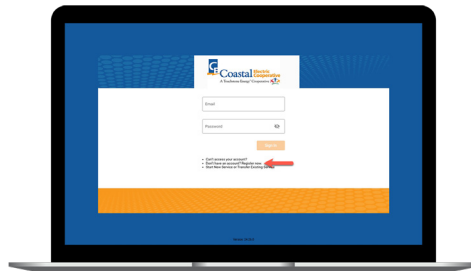 Coastal Electric
Cooperative
A Touchstone Energy® Cooperative
Email
Password
Sign In
Can't access your account?
Don't have an account? Register now
Start New Service or Transfer Existing Service